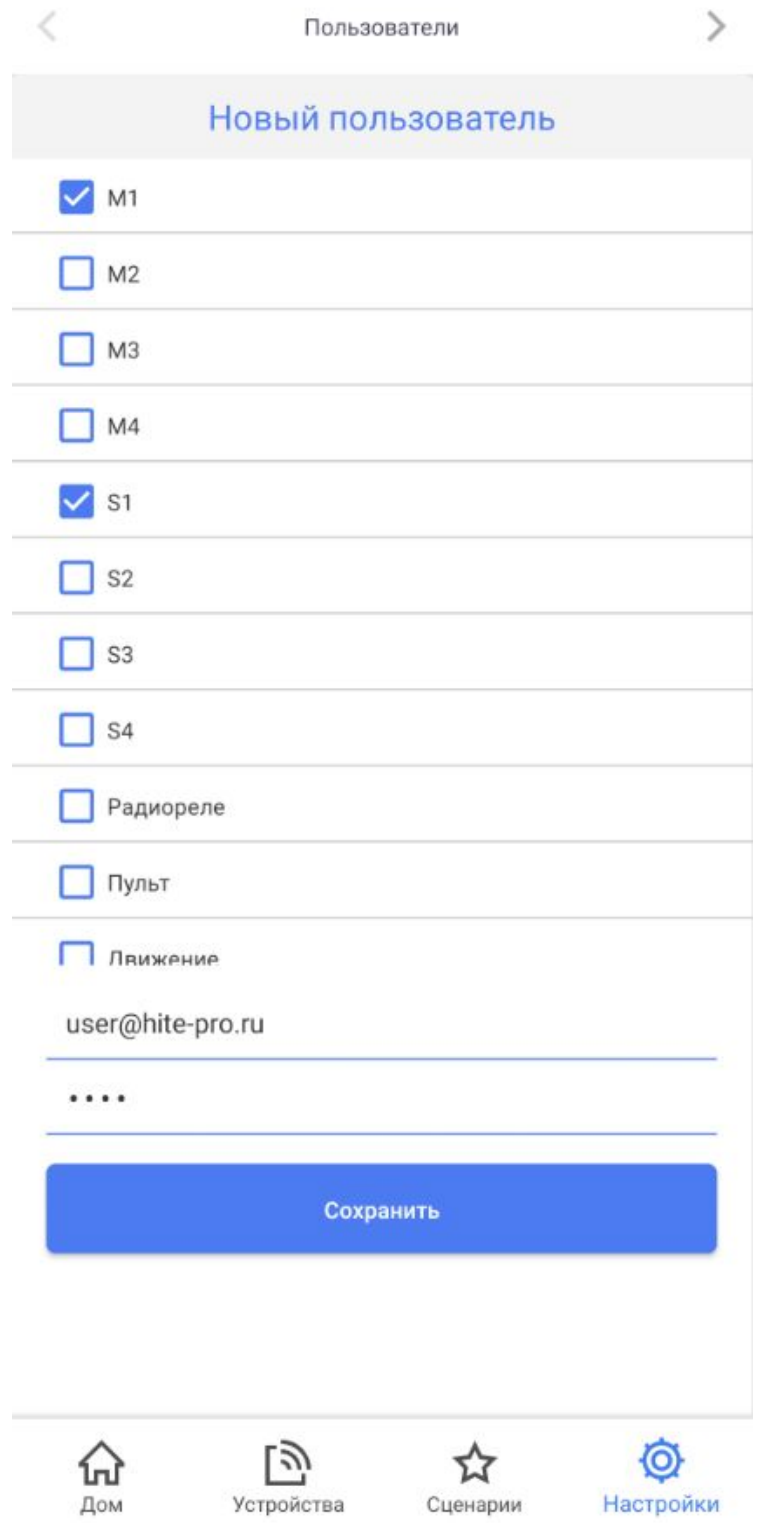 Пользователи
Новый пользователь
M1
M2
M3
M4
S1
S2
S3
S4
Радиореле
Пульт
Движение
user@hite-pro.ru
••••
Сохранить
Дом
Устройства
Сценарии
Настройки